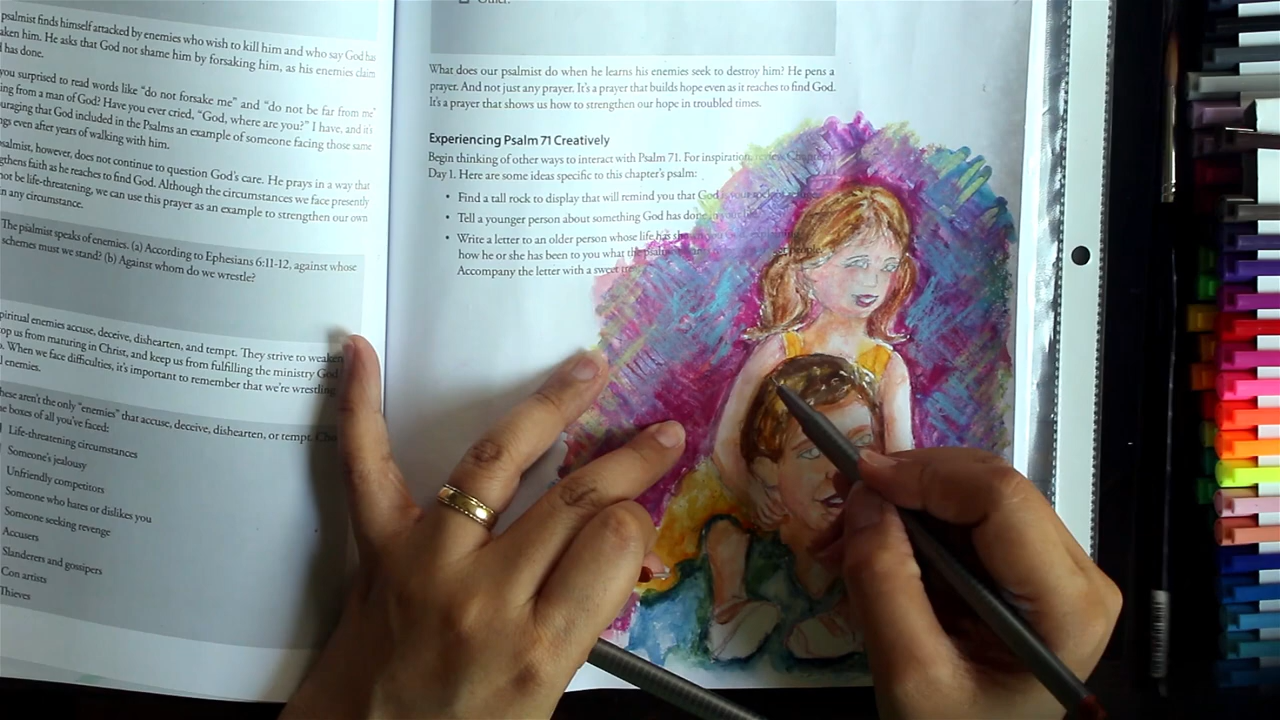 psalmist finds himself attacked by enemies who wish to kill him and who say God has
him. He asks that God not shame him by forsaking him, as his enemies claim
has done.
you surprised to read words like “do not forsake me” and “do not be far from me”
from a man of God? Have you ever cried, “God, where are you?” I have, and it's
that God included in the Psalms an example of someone facing those same
even after years of walking with him.
however, does not continue to question God's care. He prays in a way that
faith as he reaches to find God. Although the circumstances we face presently
not be life-threatening, we can use this prayer as an example to strengthen our own
in any circumstance.
The psalmist speaks of enemies. (a) According to Ephesians 6:11-12, against whose
schemes must we stand? (b) Against whom do we wrestle?
spiritual enemies accuse, deceive, dishearten, and tempt. They strive to weaken
us from maturing in Christ, and keep us from fulfilling the ministry God
When we face difficulties, it's important to remember that we're wrestling
enemies.
These aren't the only “enemies” that accuse, deceive, dishearten, or tempt.
the boxes of all you've faced:
Life-threatening circumstances
Someone's jealousy
Unfriendly competitors
Someone who hates or dislikes you
Someone seeking revenge
Accusers
Slanderers and gossipers
Con artists
Thieves
Other:
What does our psalmist do when he learns his enemies seek to destroy him? He pens a
prayer. And not just any prayer. It's a prayer that builds hope even as it reaches to find God.
It's a prayer that shows us how to strengthen our hope in troubled times.
Experiencing Psalm 71 Creatively
Begin thinking of other ways to interact with Psalm 71. For inspiration, review Chapter 1
Day 1. Here are some ideas specific to this chapter's psalm:
• Find a tall rock to display that will remind you that God is your rock of
• Tell a younger person about something God has done in your life.
• Write a letter to an older person whose life has
how he or she has been to you what the psalmist people.
Accompany the letter with a sweet